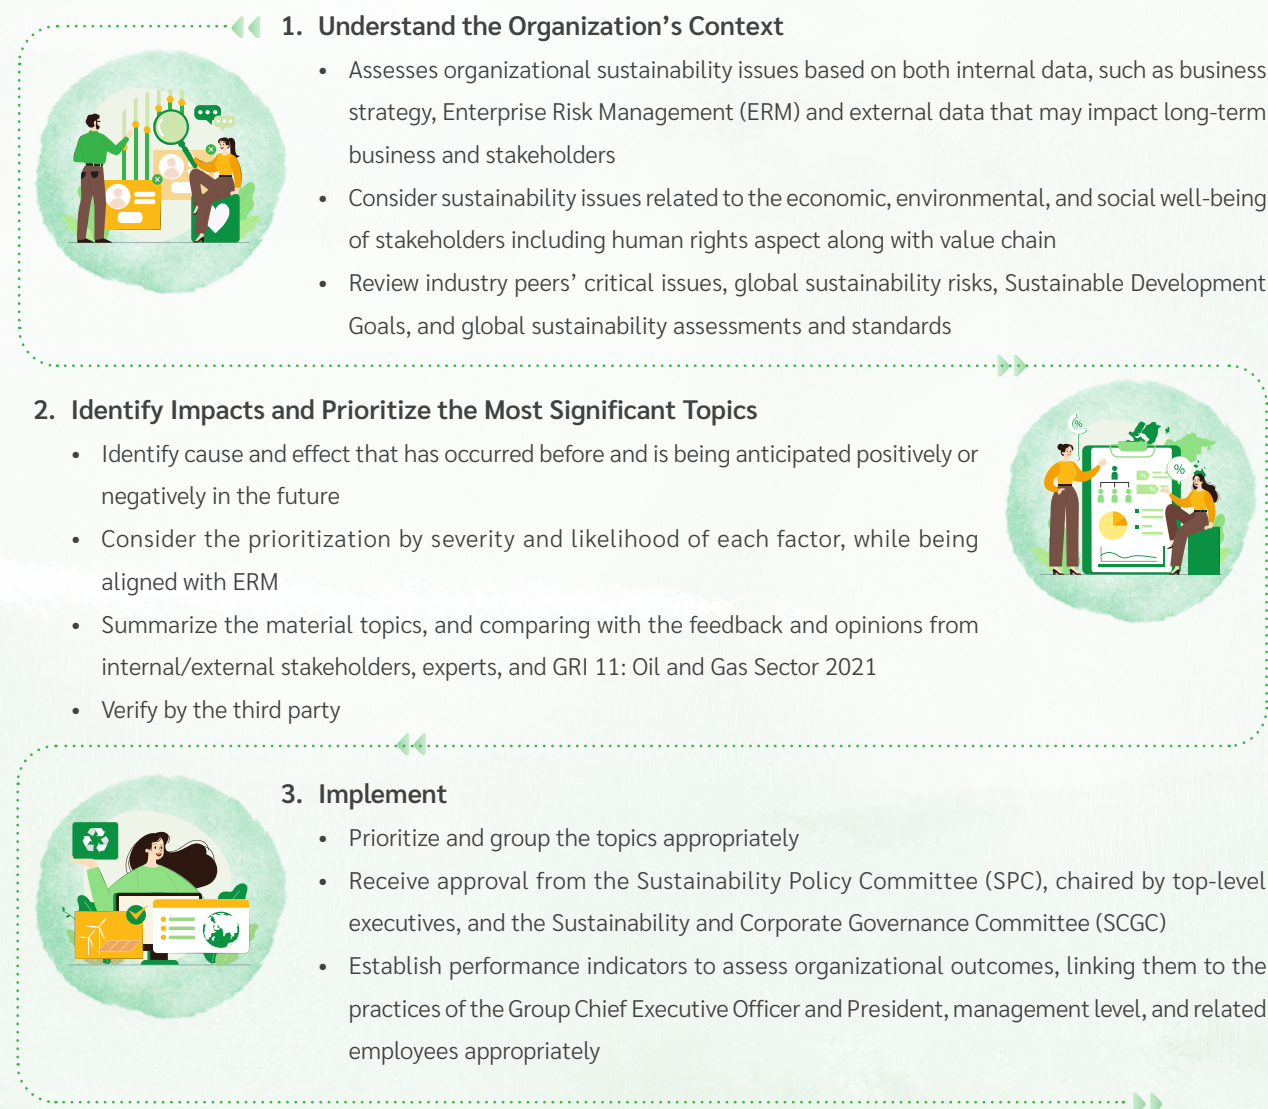 1. Understand the Organization’s Context
• Assesses organizational sustainability issues based on both internal data, such as business
strategy, Enterprise Risk Management (ERM) and external data that may impact long-term
business and stakeholders
• Consider sustainability issues related to the economic, environmental, and social well-being
of stakeholders including human rights aspect along with value chain
• Review industry peers’ critical issues, global sustainability risks, Sustainable Development
Goals, and global sustainability assessments and standards
2. Identify Impacts and Prioritize the Most Significant Topics
• Identify cause and effect that has occurred before and is being anticipated positively or
negatively in the future
• Consider the prioritization by severity and likelihood of each factor, while being
aligned with ERM
• Summarize the material topics, and comparing with the feedback and opinions from
internal/external stakeholders, experts, and GRI 11: Oil and Gas Sector 2021
• Verify by the third party
%
%
3. Implement
• Prioritize and group the topics appropriately
• Receive approval from the Sustainability Policy Committee (SPC), chaired by top-level
executives, and the Sustainability and Corporate Governance Committee (SCGC)
• Establish performance indicators to assess organizational outcomes, linking them to the
practices of the Group Chief Executive Officer and President, management level, and related
employees appropriately